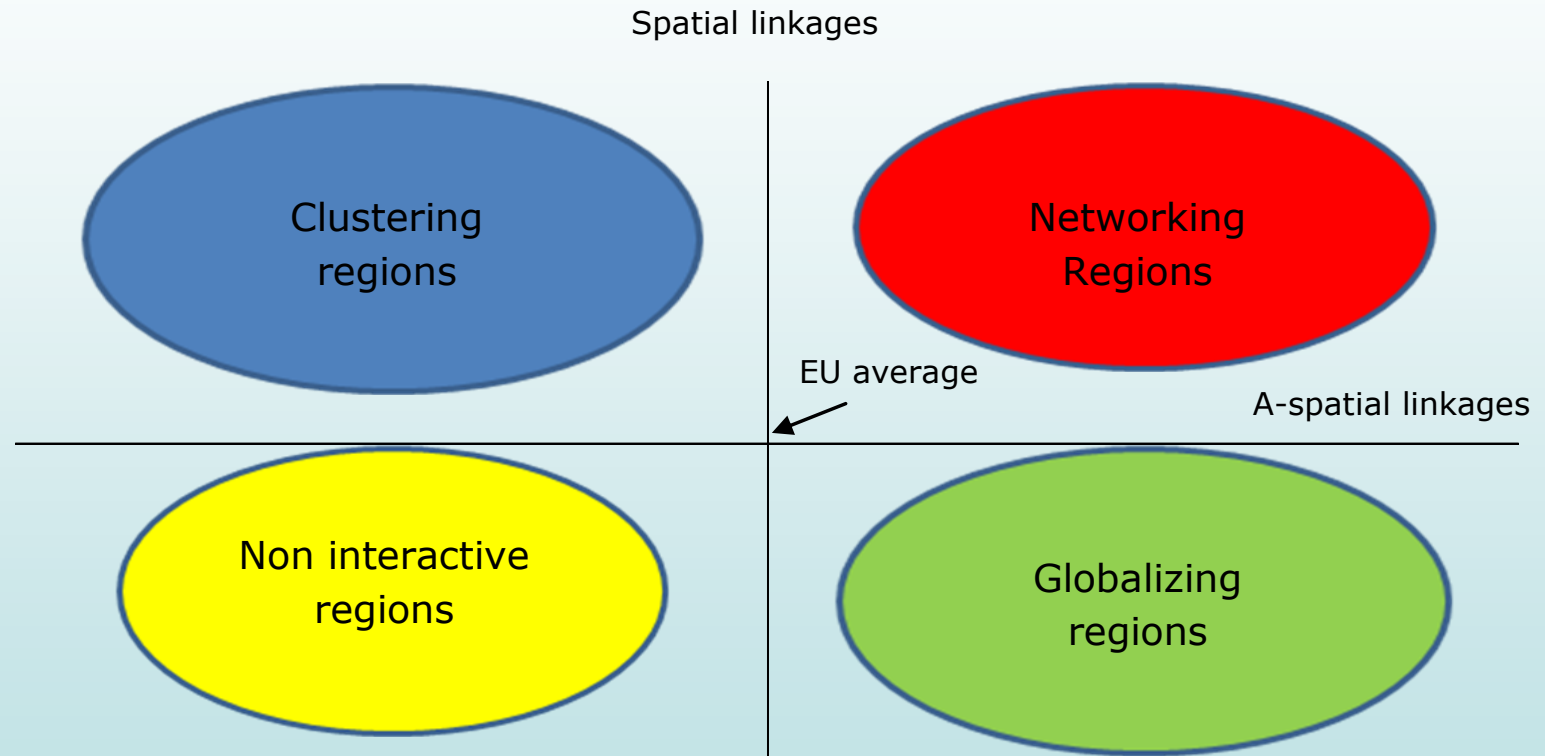 Spatial linkages
Clustering
regions
Networking
Regions
EU average
A-spatial linkages
Non interactive
regions
Globalizing
regions